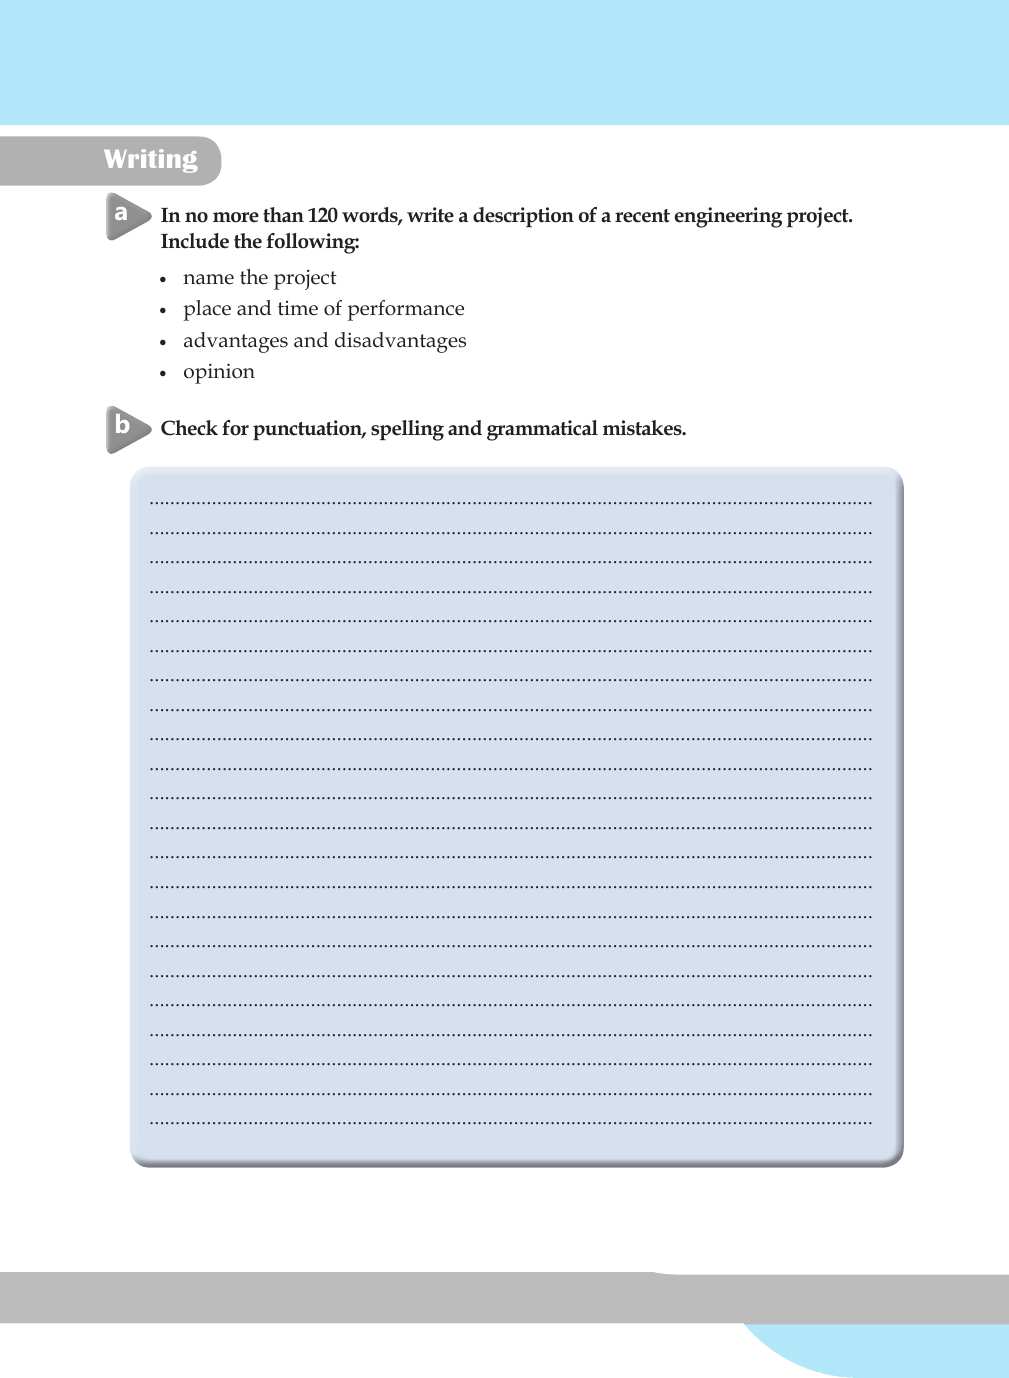 Writing
a
In no more than 120 words, write a description of a recent engineering project.
Include the following:
• name the project
• place and time of performance
• advantages and disadvantages
• opinion
b
Check for punctuation, spelling and grammatical mistakes.